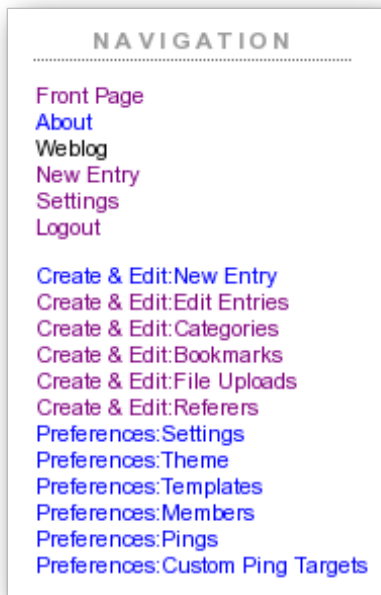 NAVIGATION
Front Page
About
Weblog
New Entry
Settings
Logout
Create & Edit:New Entry
Create & Edit:Edit Entries
Create & Edit:Categories
Create & Edit:Bookmarks
Create & Edit:File Uploads
Create & Edit:Referers
Preferences:Settings
Preferences:Theme
Preferences:Templates
Preferences:Members
Preferences:Pings
Preferences:Custom Ping Targets